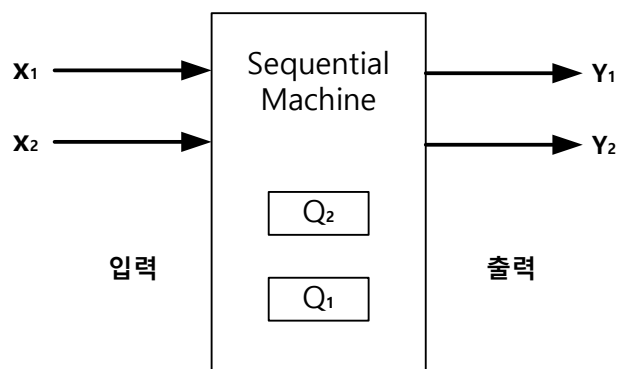 Sequential
Machine
X1
X2
Y1
Y2
Q2
Q1
입력
출력